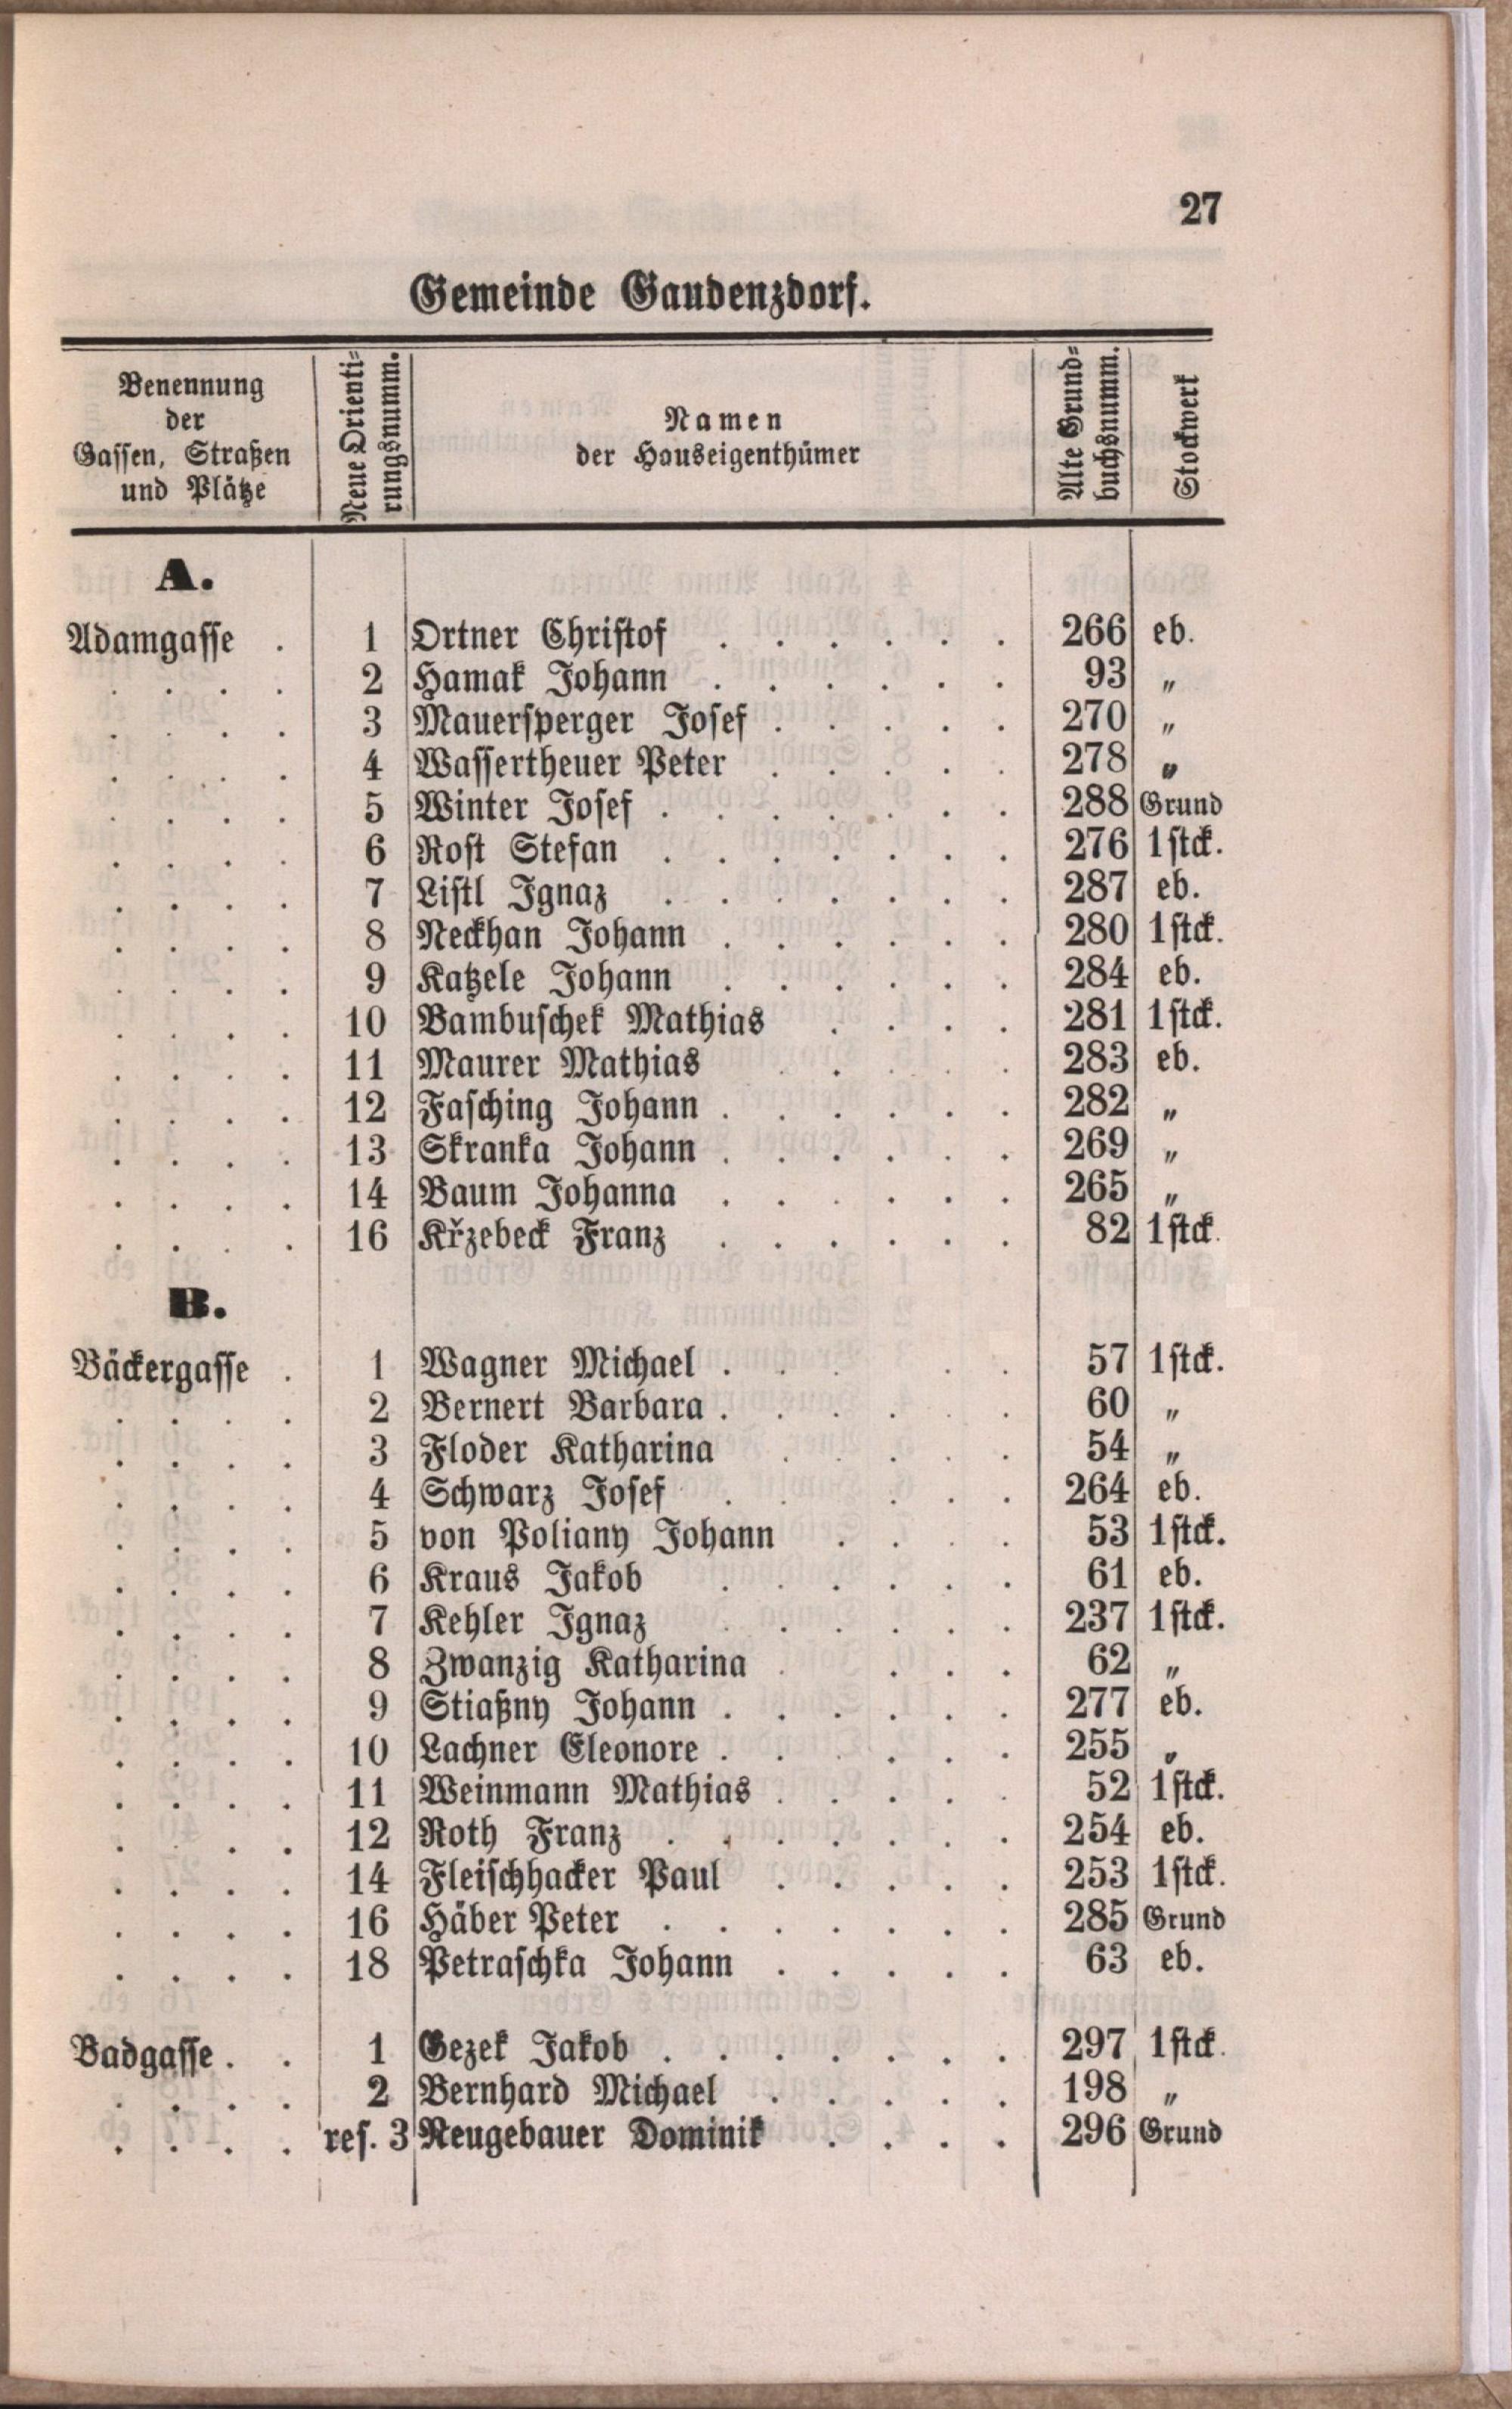 27
Gemeinde Gaudenzdorf.
Benennung
der
Gassen, Straßen
und Plätze
Neue Orienti-
rungsnumm.
Namen
der Hauseigenthümer
Alte Grund-
buchsnumm.
Stockwerk
A.
Adamgasse . 1 Ortner Christof . . . . . . 266 eb.
. . . . 2 Hamak Johann . . . . . . 93 „
. . . . 3 Mauersperger Josef . . . . . 270 „
. . . . 4 Wassertheuer Peter . . . . . 278 „
. . . . 5 Winter Josef . . . . . . . 288 Grund
. . . . 6 Rost Stefan . . . . . . . 276 1stck.
. . . . 7 Listl Ignaz . . . . . . . 287 eb.
. . . . 8 Neckhan Johann . . . . . . 280 1stck.
. . . . 9 Katzele Johann . . . . . . 284 eb.
. . . . 10 Bambuschek Mathias . . . . 281 1stck.
. . . . 11 Maurer Mathias . . . . 283 eb.
. . . . 12 Fasching Johann . . . . . . 282 „
. . . . 13 Skranka Johann . . . . . . 269 „
. . . . 14 Baum Johanna . . . . . . 265 „
. . . . 16 Křzebeck Franz . . . . . . 82 1stck.
B.
Bäckergasse . 1 Wagner Michael . . . . . . 57 1stck.
. . . . 2 Bernert Barbara . . . . . . 60 „
. . . . 3 Floder Katharina . . . . . 54 „
. . . . 4 Schwarz Josef . . . . . . 264 eb.
. . . . 5 von Poliany Johann . . . . 53 1stck.
. . . . 6 Kraus Jakob . . . . . . 61 eb.
. . . . 7 Kehler Ignaz . . . . . . 237 1stck.
. . . . 8 Zwanzig Katharina . . . . 62 „
. . . . 9 Stiaßny Johann . . . . . . 277 eb.
. . . . 10 Lachner Eleonore . . . . . . 255 „
. . . . 11 Weinmann Mathias . . . . . 52 1stck.
. . . . 12 Roth Franz . . . . . . . 254 eb.
. . . . 14 Fleischhacker Paul . . . . . 253 1stck.
. . . . 16 Häber Peter . . . . . . . 285 Grund
. . . . 18 Petraschka Johann . . . . . 63 eb.
Badgasse . . 1 Gezek Jakob . . . . . . . 297 1stck.
. . . . 2 Bernhard Michael . . . . . 198 „
. . . . res. 3 Neugebauer Dominik . . . . 296 Grund